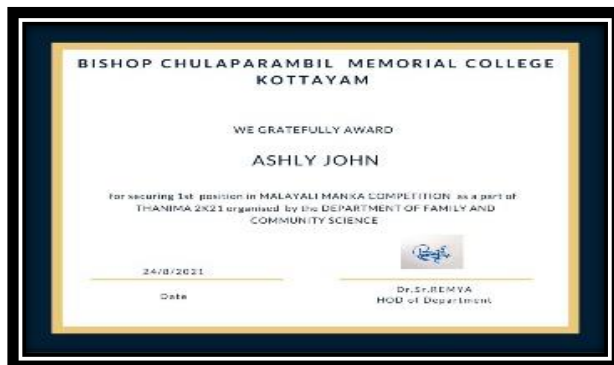 BISHOP CHULAPARAMBIL MEMORIAL COLLEGE
KOTTAYAM
WE GRATEFULLY AWARD
ASHLY JOHN
for securing 1st position in MALAYALI MANKA COMPETITION as a part of
THANIMA 2K21 organised by the DEPARTMENT OF FAMILY AND
COMMUNITY SCIENCE
24/8/2021
Date
Dr.Sr.REMYA
HOD of Department